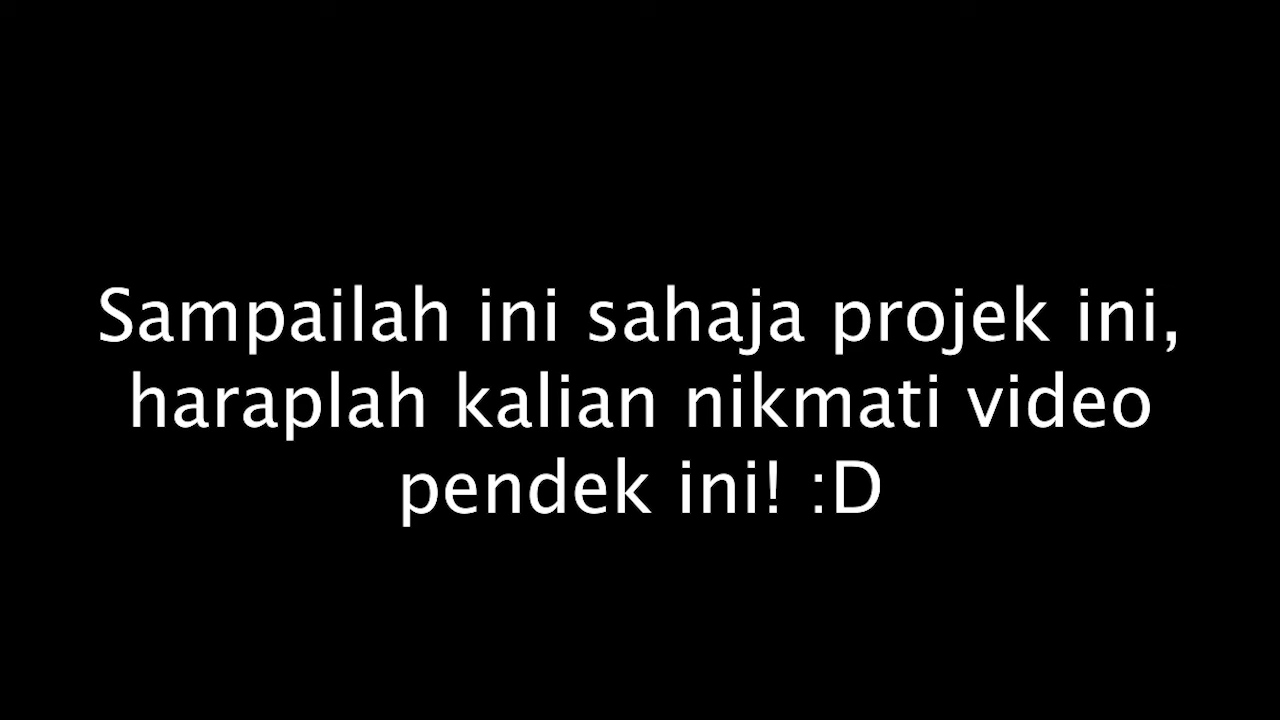 Sampailah ini sahaja projek ini,
haraplah kalian nikmati video
pendek ini! :D